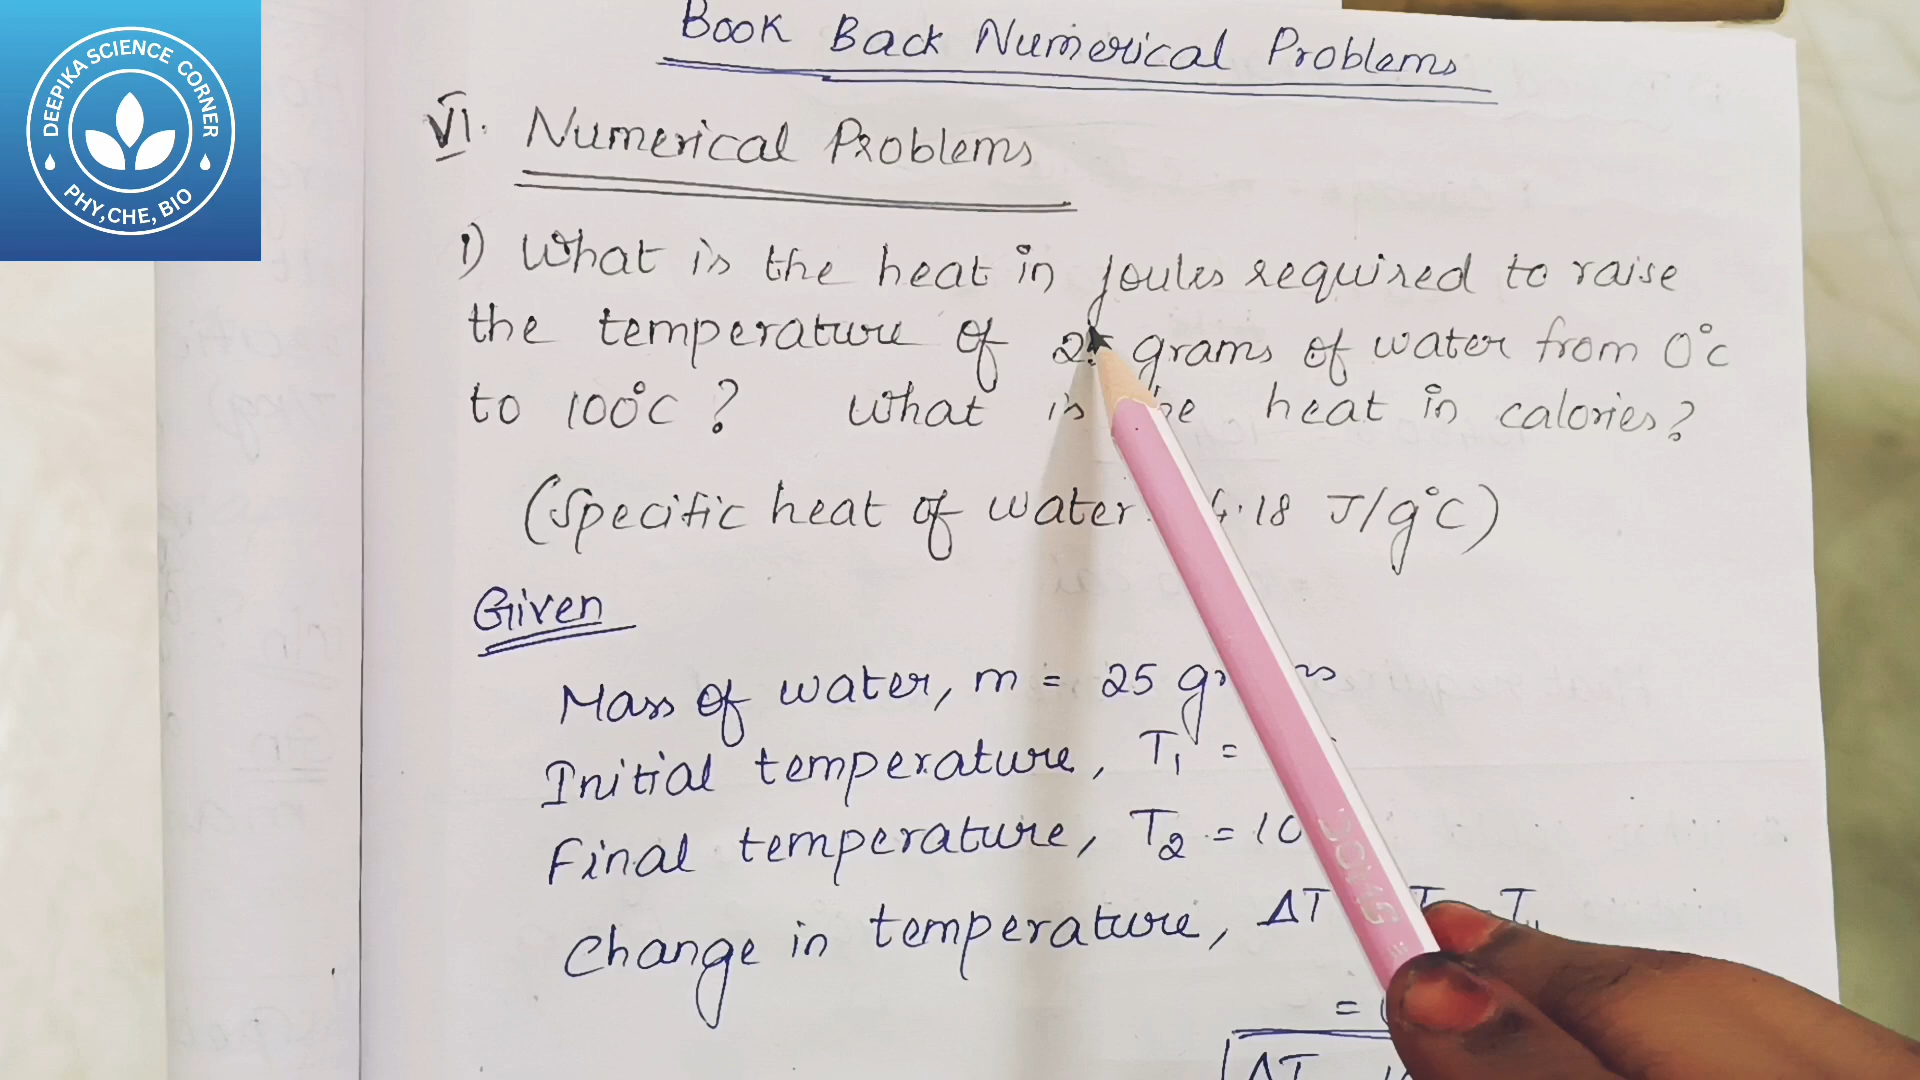 DEEPIKA SCIENCE CORNER
PHY,CHE, BIO
Book Back Numerical Problems
VI. Numerical Problems
1) What is the heat in joules required to raise
the temperature of grams of water from 0°C
to 100°C? What is heat in calories?
(Specific heat of water 4.18 J/g°C)
Given
Mass of water, m = 25
Initial temperature, T1 =
Final temperature, T2 = 10
Change in temperature, ΔT T1
=
ΔT